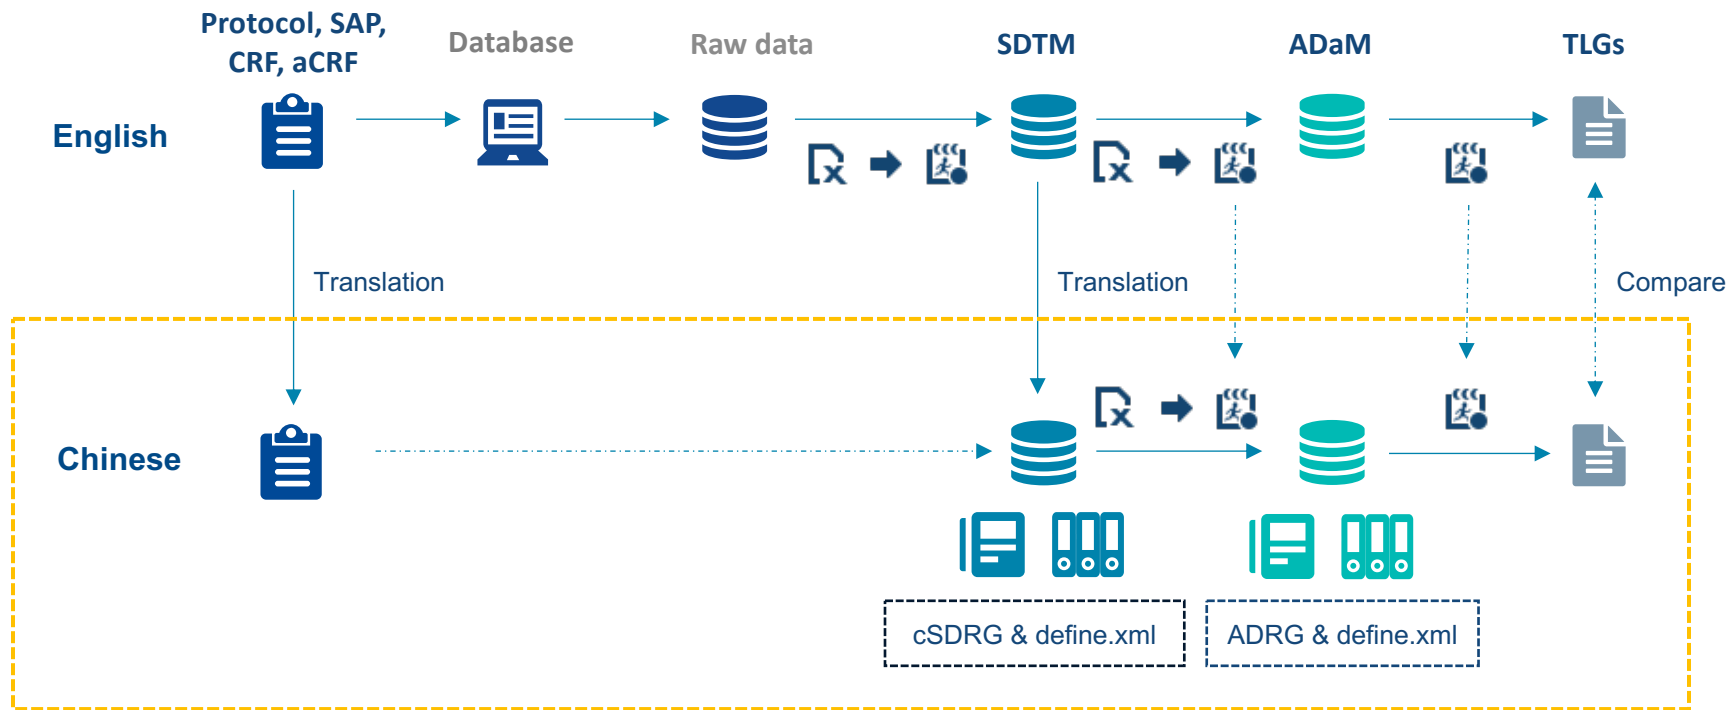 Protocol, SAP,
CRF, aCRF
Database
Raw data
SDTM
ADaM
TLGs
English
Translation
Translation
Compare
Chinese
cSDRG & define.xml
ADRG & define.xml